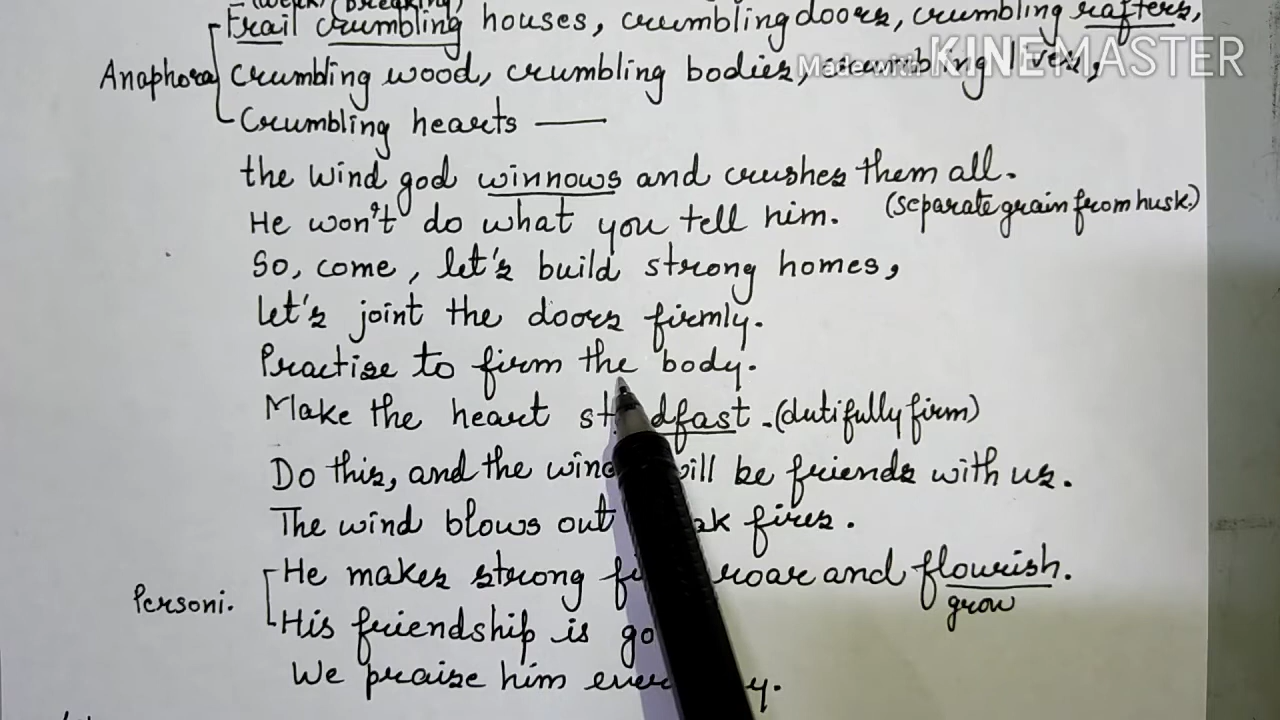 (weak) (breaking)
Frail crumbling houses, crumbling doors, crumbling rafters,
Made with KINEMASTER
Anaphora crumbling wood, crumbling bodies, crumbling lives,
Crumbling hearts —
the wind god winnows and crushes them all.
(separate grain from husk)
He won't do what you tell him.
So, come, let's build strong homes,
Let's joint the doors firmly.
Practise to firm the body.
Make the heart steadfast. (dutifully firm)
Do this, and the wind will be friends with us.
The wind blows out weak fires.
He makes strong fires roar and flourish.
grow
Personi.
His friendship is good
We praise him every day.